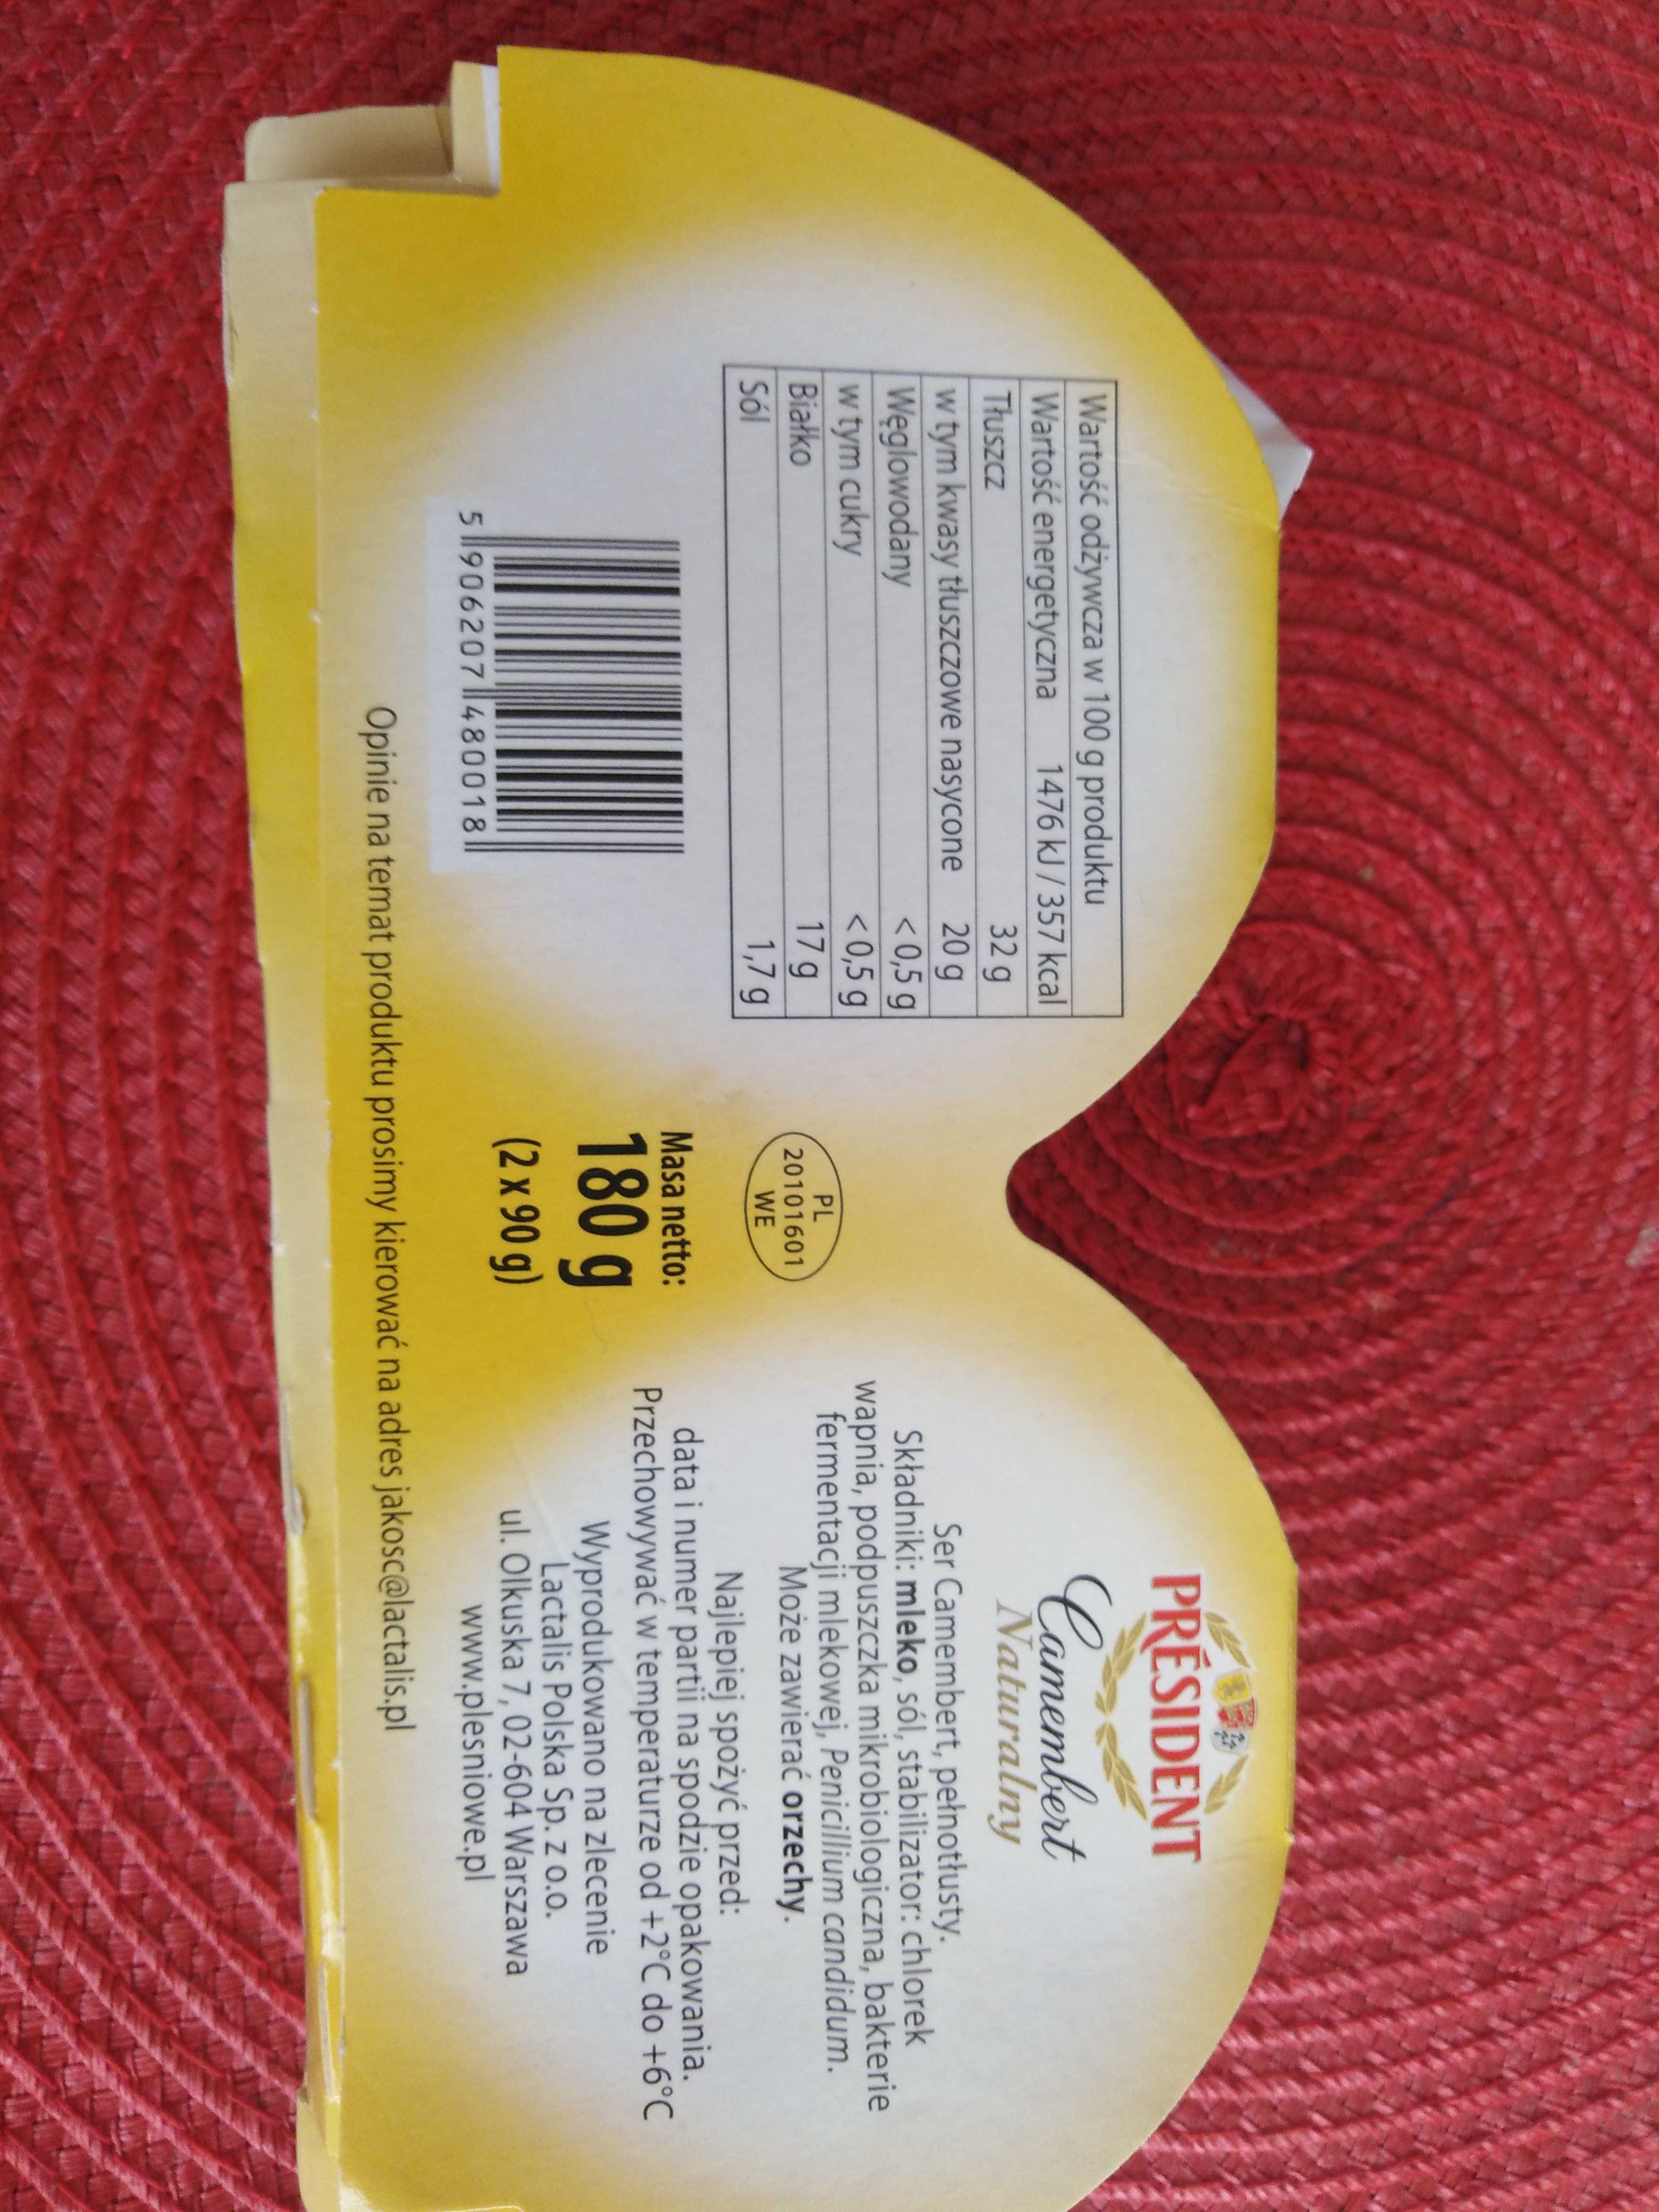 Wartość odżywcza w 100 g produktu
Wartość energetyczna 1476 kJ / 357 kcal
Tłuszcz 32 g
w tym kwasy tłuszczowe nasycone 20 g
Węglowodany < 0,5 g
w tym cukry < 0,5 g
Białko 17 g
Sól 1,7 g
5 906207 480018
PL
20101601
WE
Masa netto:
180 g
(2 x 90 g)
PRÉSIDENT
Camembert
Naturalny
Ser Camembert, pełnotłusty.
Składniki: mleko, sól, stabilizator: chlorek
wapnia, podpuszczka mikrobiologiczna, bakterie
fermentacji mlekowej, Penicillium candidum.
Może zawierać orzechy.
Najlepiej spożyć przed:
data i numer partii na spodzie opakowania.
Przechowywać w temperaturze od +2°C do +6°C
Wyprodukowano na zlecenie
Lactalis Polska Sp. z o.o.
ul. Olkuska 7, 02-604 Warszawa
www.plesniowe.pl
Opinie na temat produktu prosimy kierować na adres jakosc@lactalis.pl